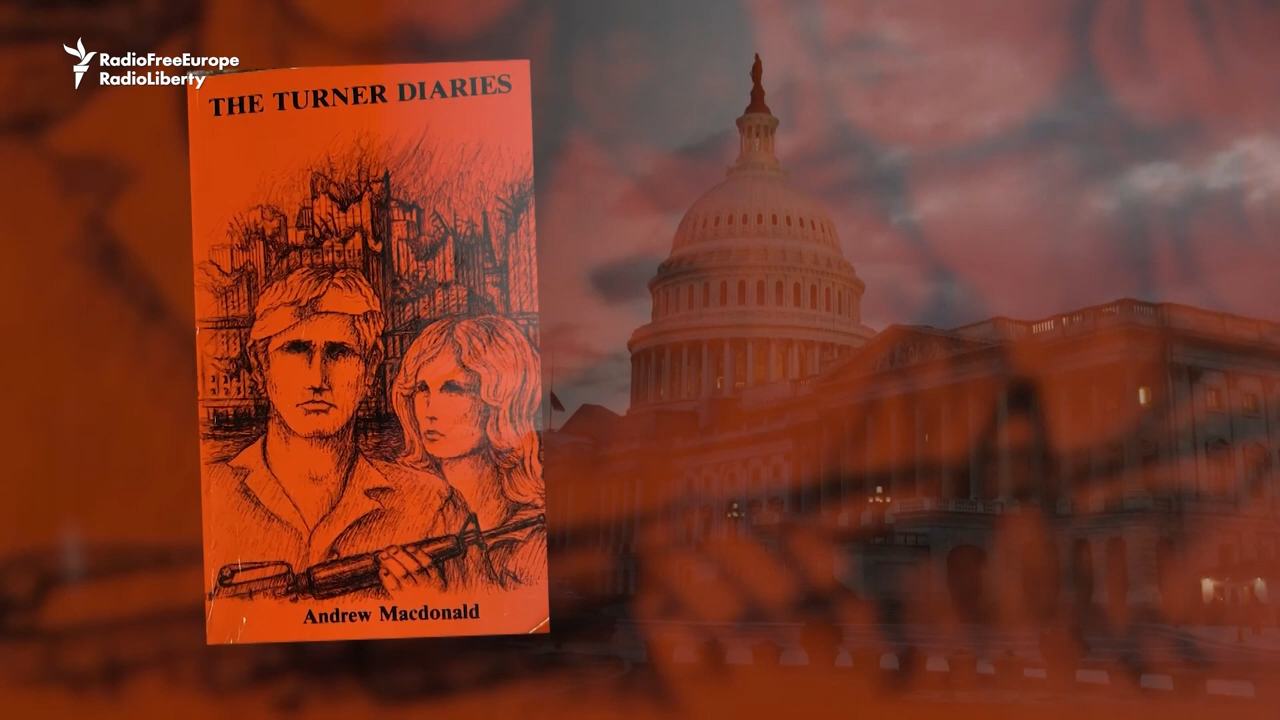 RadioFreeEurope
RadioLiberty
THE TURNER DIARIES
Andrew Macdonald